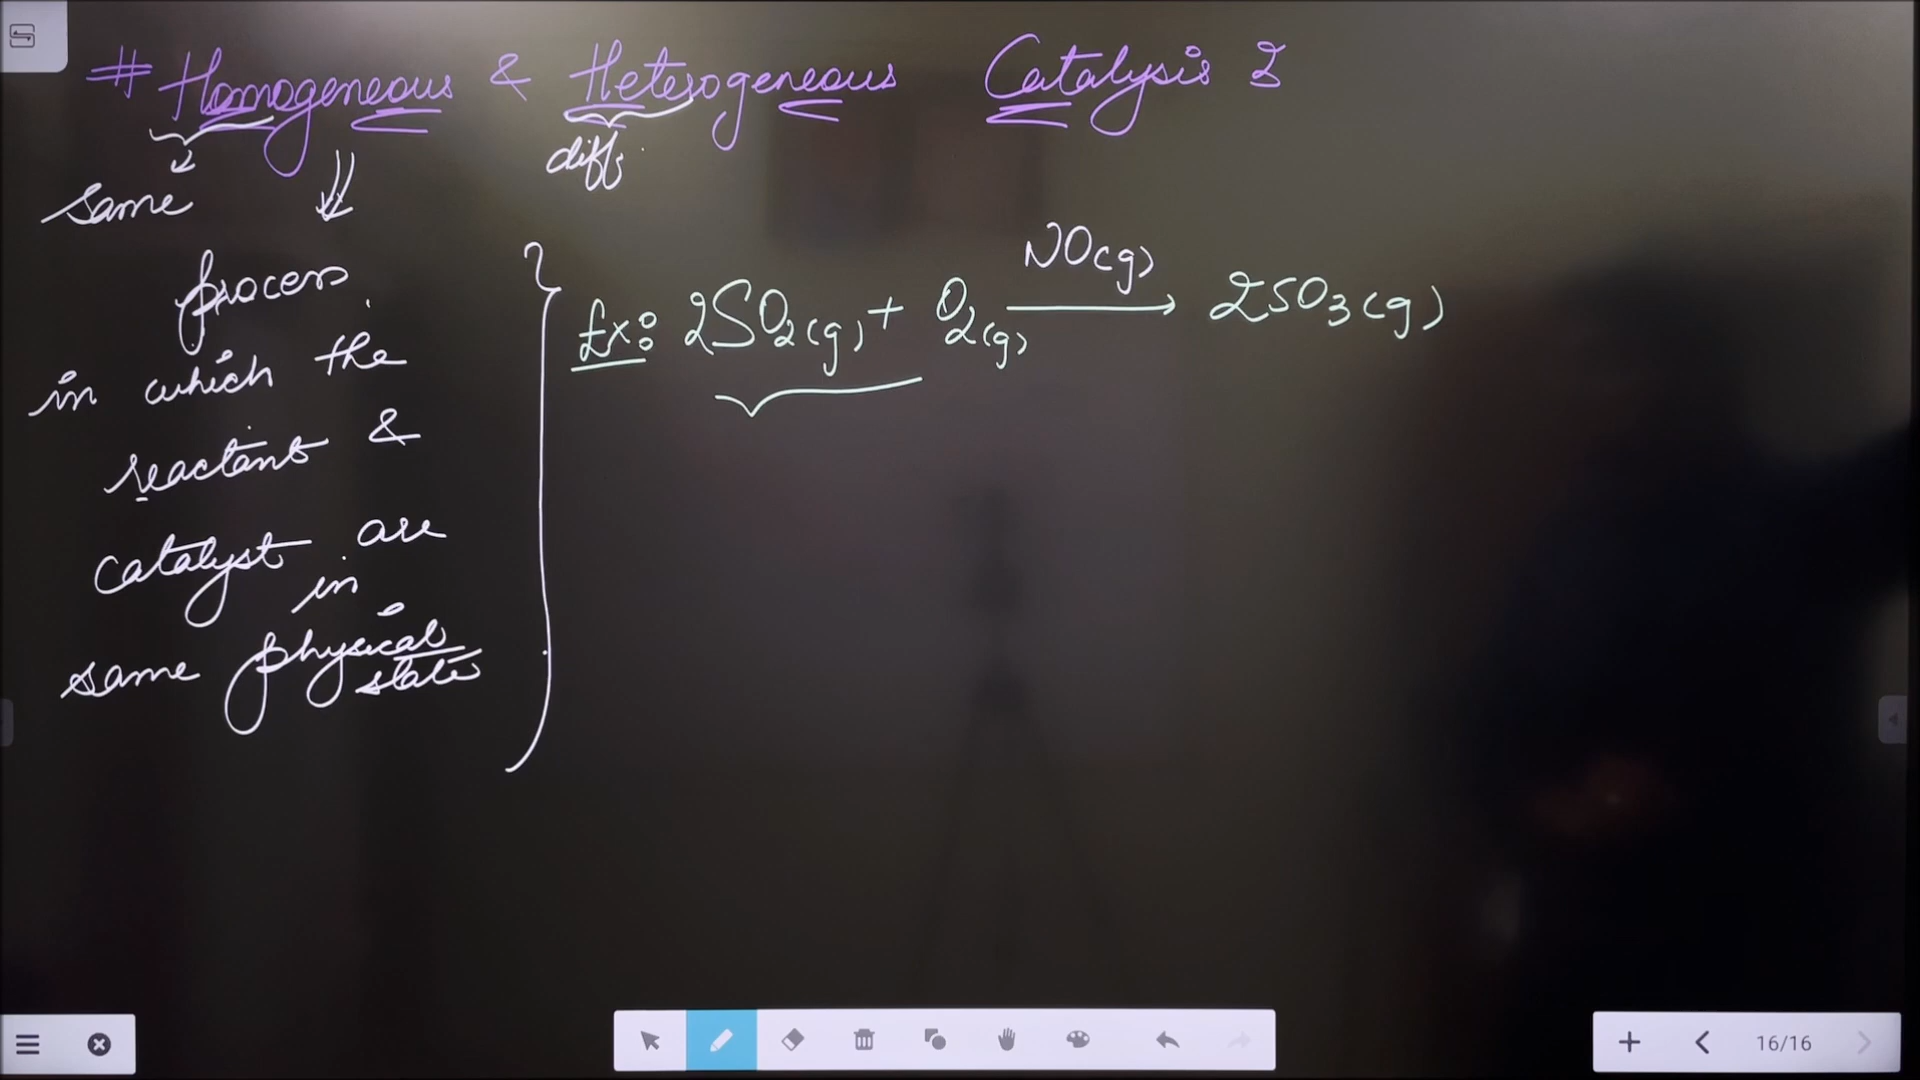 # Homogeneous & Heterogeneous Catalysis :
same
diff.
process
in which the
reactant &
catalyst are
in
same physical
state
Ex: 2SO₂(g) + O₂(g) NO(g) → 2SO₃(g)
16/16